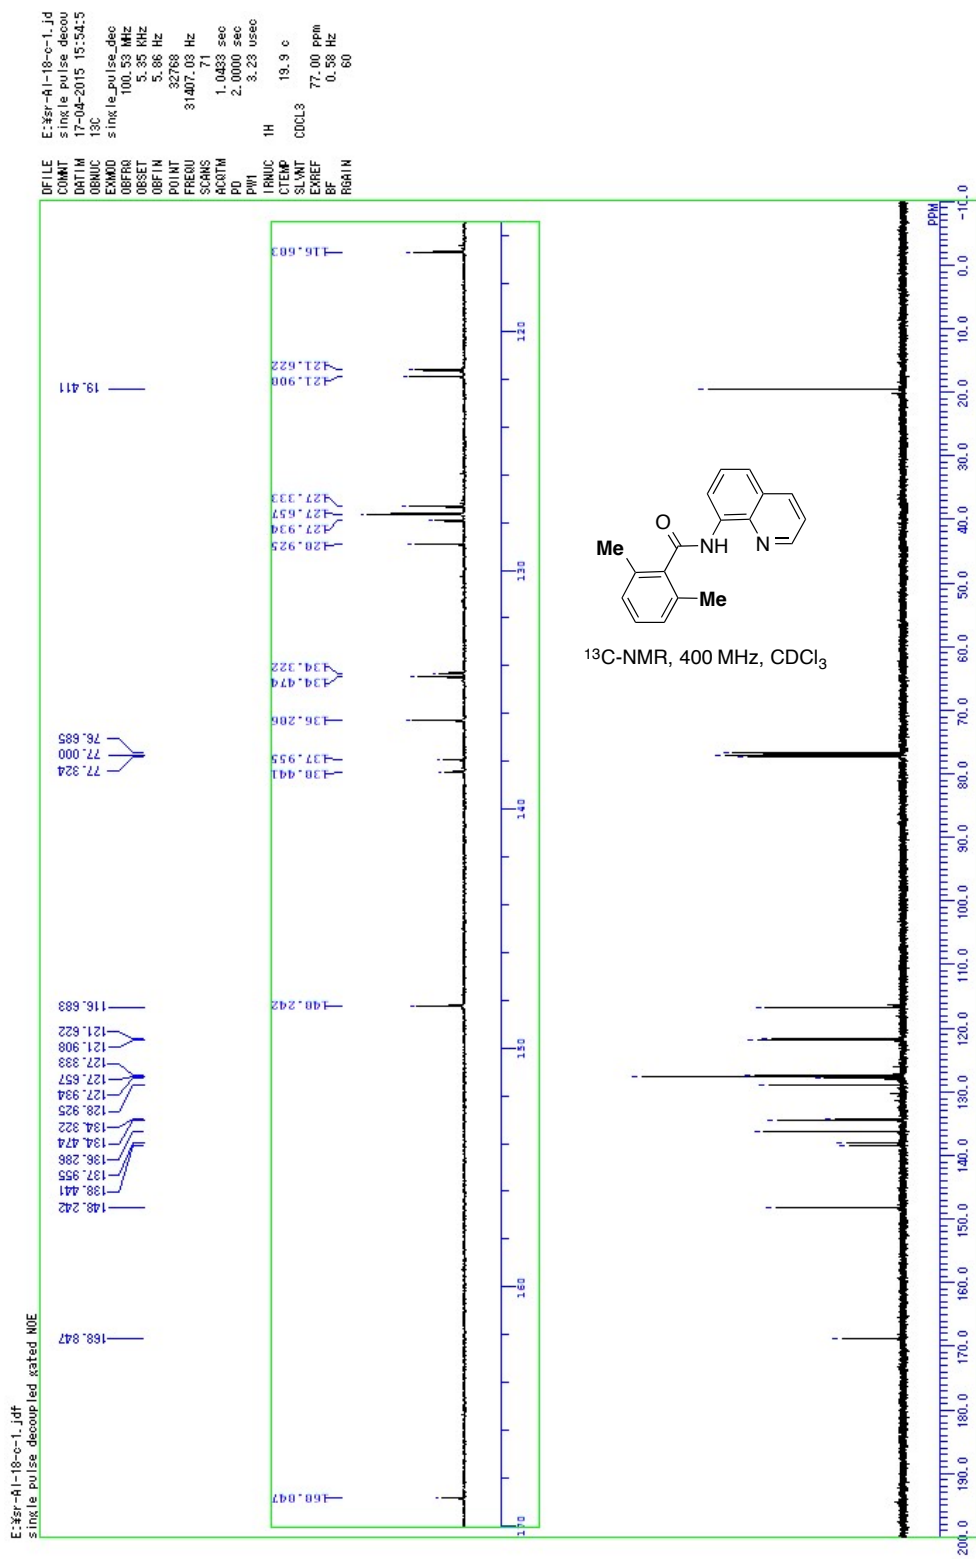 E:¥sr-AI-18-c-1.jdf
single pulse decoupled gated NOE
DFILE E:¥sr-AI-18-c-1.jd
COMNT single pulse decou
DATIM 17-04-2015 15:54:5
OBNUC 13C
EXMOD single_pulse_dec
OBFRQ 100.53 MHz
OBSET 5.35 KHz
OBFIN 5.86 Hz
POINT 32768
FREQU 31407.03 Hz
SCANS 71
ACQTM 1.0433 sec
PD 2.0000 sec
PW1 3.23 usec
IRNUC 1H
CTEMP 19.9 c
SLVNT CDCL3
EXREF 77.00 ppm
BF 0.58 Hz
RGAIN 60
168.847
148.242
138.441
137.955
136.286
134.474
134.322
128.925
127.934
127.657
127.333
121.908
121.622
116.683
77.324
77.000
76.685
19.411
168.847
148.242
138.441
137.955
136.286
134.474
134.322
128.925
127.934
127.657
127.333
121.908
121.622
116.683
170 160 150 140 130 120
O
Me
NH
N
Me
13C-NMR, 400 MHz, CDCl3
PPM
200.0 190.0 180.0 170.0 160.0 150.0 140.0 130.0 120.0 110.0 100.0 90.0 80.0 70.0 60.0 50.0 40.0 30.0 20.0 10.0 0.0 -10.0